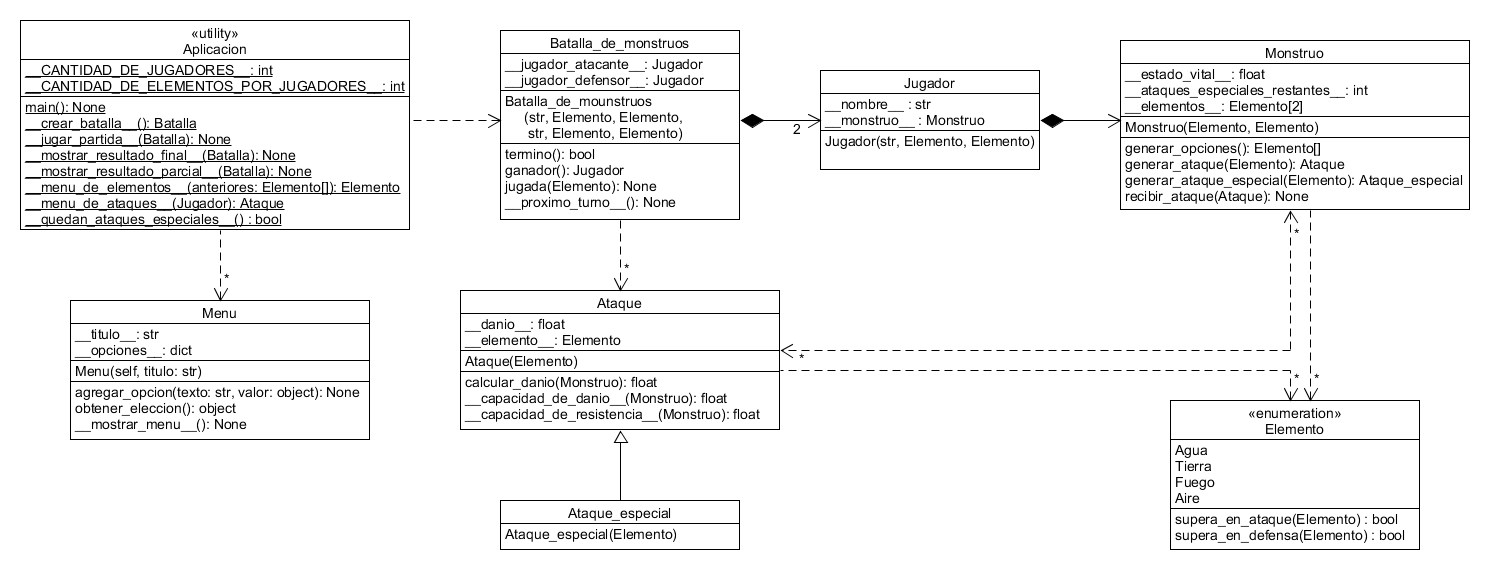 «utility»
Aplicacion
__CANTIDAD_DE_JUGADORES__: int
__CANTIDAD_DE_ELEMENTOS_POR_JUGADORES__: int
main(): None
__crear_batalla__(): Batalla
__jugar_partida__(Batalla): None
__mostrar_resultado_final__(Batalla): None
__mostrar_resultado_parcial__(Batalla): None
__menu_de_elementos__(anteriores: Elemento[]): Elemento
__menu_de_ataques__(Jugador): Ataque
__quedan_ataques_especiales__() : bool
Batalla_de_monstruos
__jugador_atacante__: Jugador
__jugador_defensor__: Jugador
Batalla_de_mounstruos
(str, Elemento, Elemento,
str, Elemento, Elemento)
termino(): bool
ganador(): Jugador
jugada(Elemento): None
__proximo_turno__(): None
2
Jugador
__nombre__ : str
__monstruo__ : Monstruo
Jugador(str, Elemento, Elemento)
Monstruo
__estado_vital__: float
__ataques_especiales_restantes__: int
__elementos__: Elemento[2]
Monstruo(Elemento, Elemento)
generar_opciones(): Elemento[]
generar_ataque(Elemento): Ataque
generar_ataque_especial(Elemento): Ataque_especial
recibir_ataque(Ataque): None
*
*
*
Menu
__titulo__: str
__opciones__: dict
Menu(self, titulo: str)
agregar_opcion(texto: str, valor: object): None
obtener_eleccion(): object
__mostrar_menu__(): None
Ataque
__danio__: float
__elemento__: Elemento
Ataque(Elemento)
calcular_danio(Monstruo): float
__capacidad_de_danio__(Monstruo): float
__capacidad_de_resistencia__(Monstruo): float
*
*
*
Ataque_especial
Ataque_especial(Elemento)
«enumeration»
Elemento
Agua
Tierra
Fuego
Aire
supera_en_ataque(Elemento) : bool
supera_en_defensa(Elemento) : bool